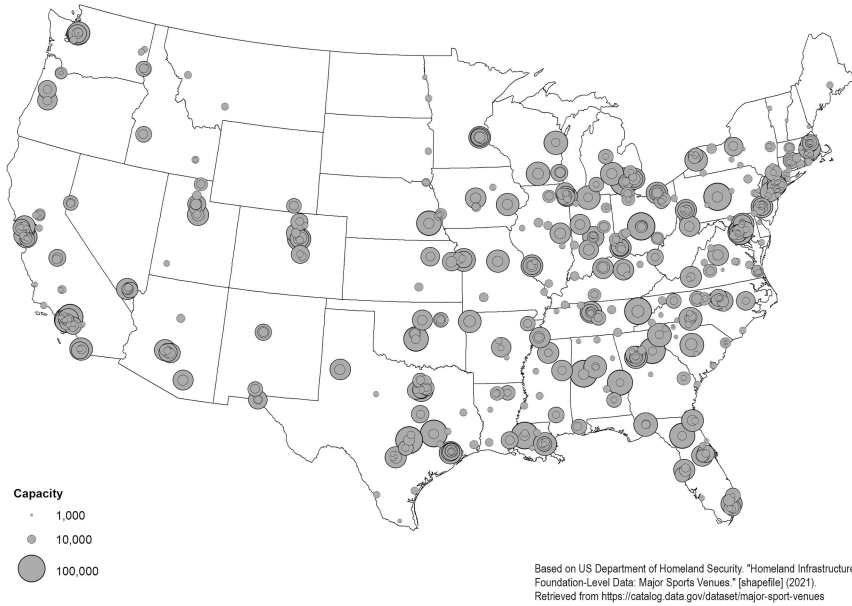 Capacity
1,000
10,000
100,000
Based on US Department of Homeland Security. "Homeland Infrastructure
Foundation-Level Data: Major Sports Venues." [shapefile] (2021).
Retrieved from https://catalog.data.gov/dataset/major-sport-venues